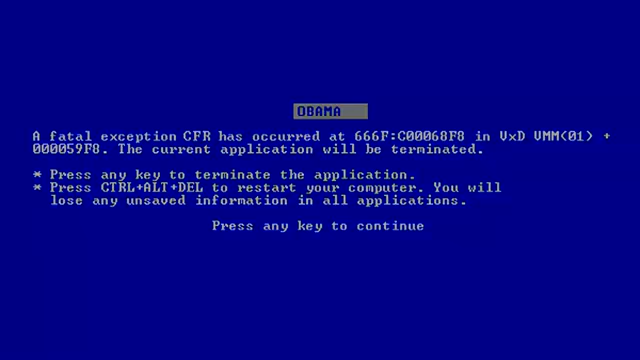 OBAMA
A fatal exception CFR has occurred at 666F:C00068F8 in VxD VMM(01) +
000059F8. The current application will be terminated.
* Press any key to terminate the application.
* Press CTRL+ALT+DEL to restart your computer. You will
lose any unsaved information in all applications.
Press any key to continue